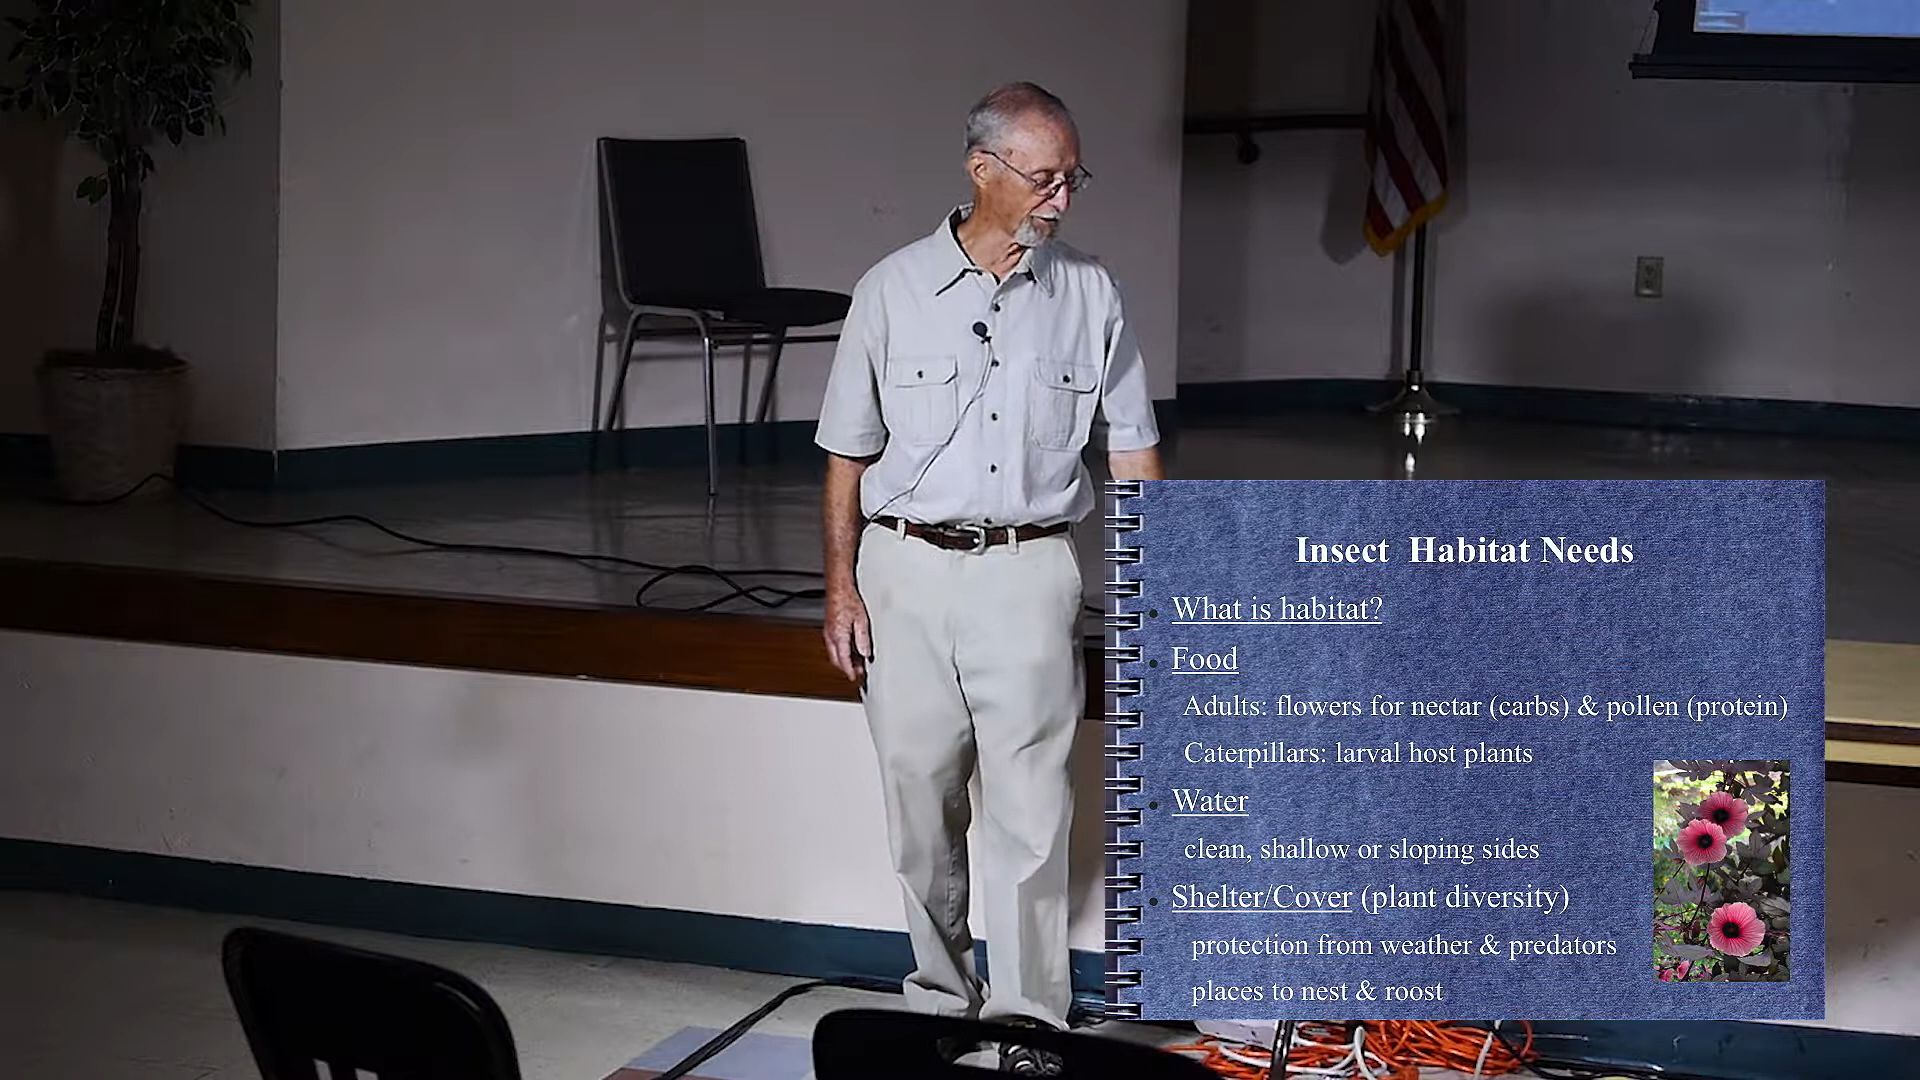 Insect Habitat Needs
What is habitat?
Food
Adults: flowers for nectar (carbs) & pollen (protein)
Caterpillars: larval host plants
Water
clean, shallow or sloping sides
Shelter/Cover (plant diversity)
protection from weather & predators
places to nest & roost